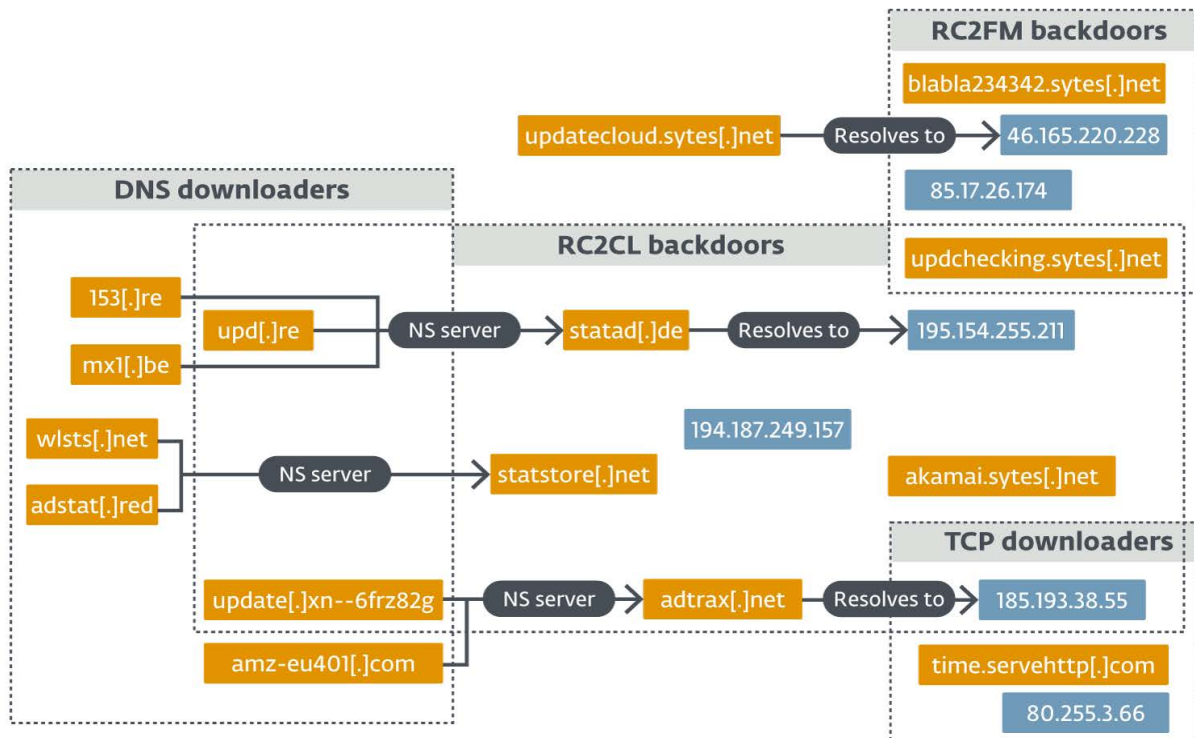 RC2FM backdoors
blabla234342.sytes[.]net
updatecloud.sytes[.]net
Resolves to
46.165.220.228
85.17.26.174
DNS downloaders
RC2CL backdoors
updchecking.sytes[.]net
153[.]re
upd[.]re
mx1[.]be
NS server
statad[.]de
Resolves to
195.154.255.211
194.187.249.157
wlsts[.]net
adstat[.]red
NS server
statstore[.]net
akamai.sytes[.]net
TCP downloaders
update[.]xn--6frz82g
amz-eu401[.]com
NS server
adtrax[.]net
Resolves to
185.193.38.55
time.servehttp[.]com
80.255.3.66